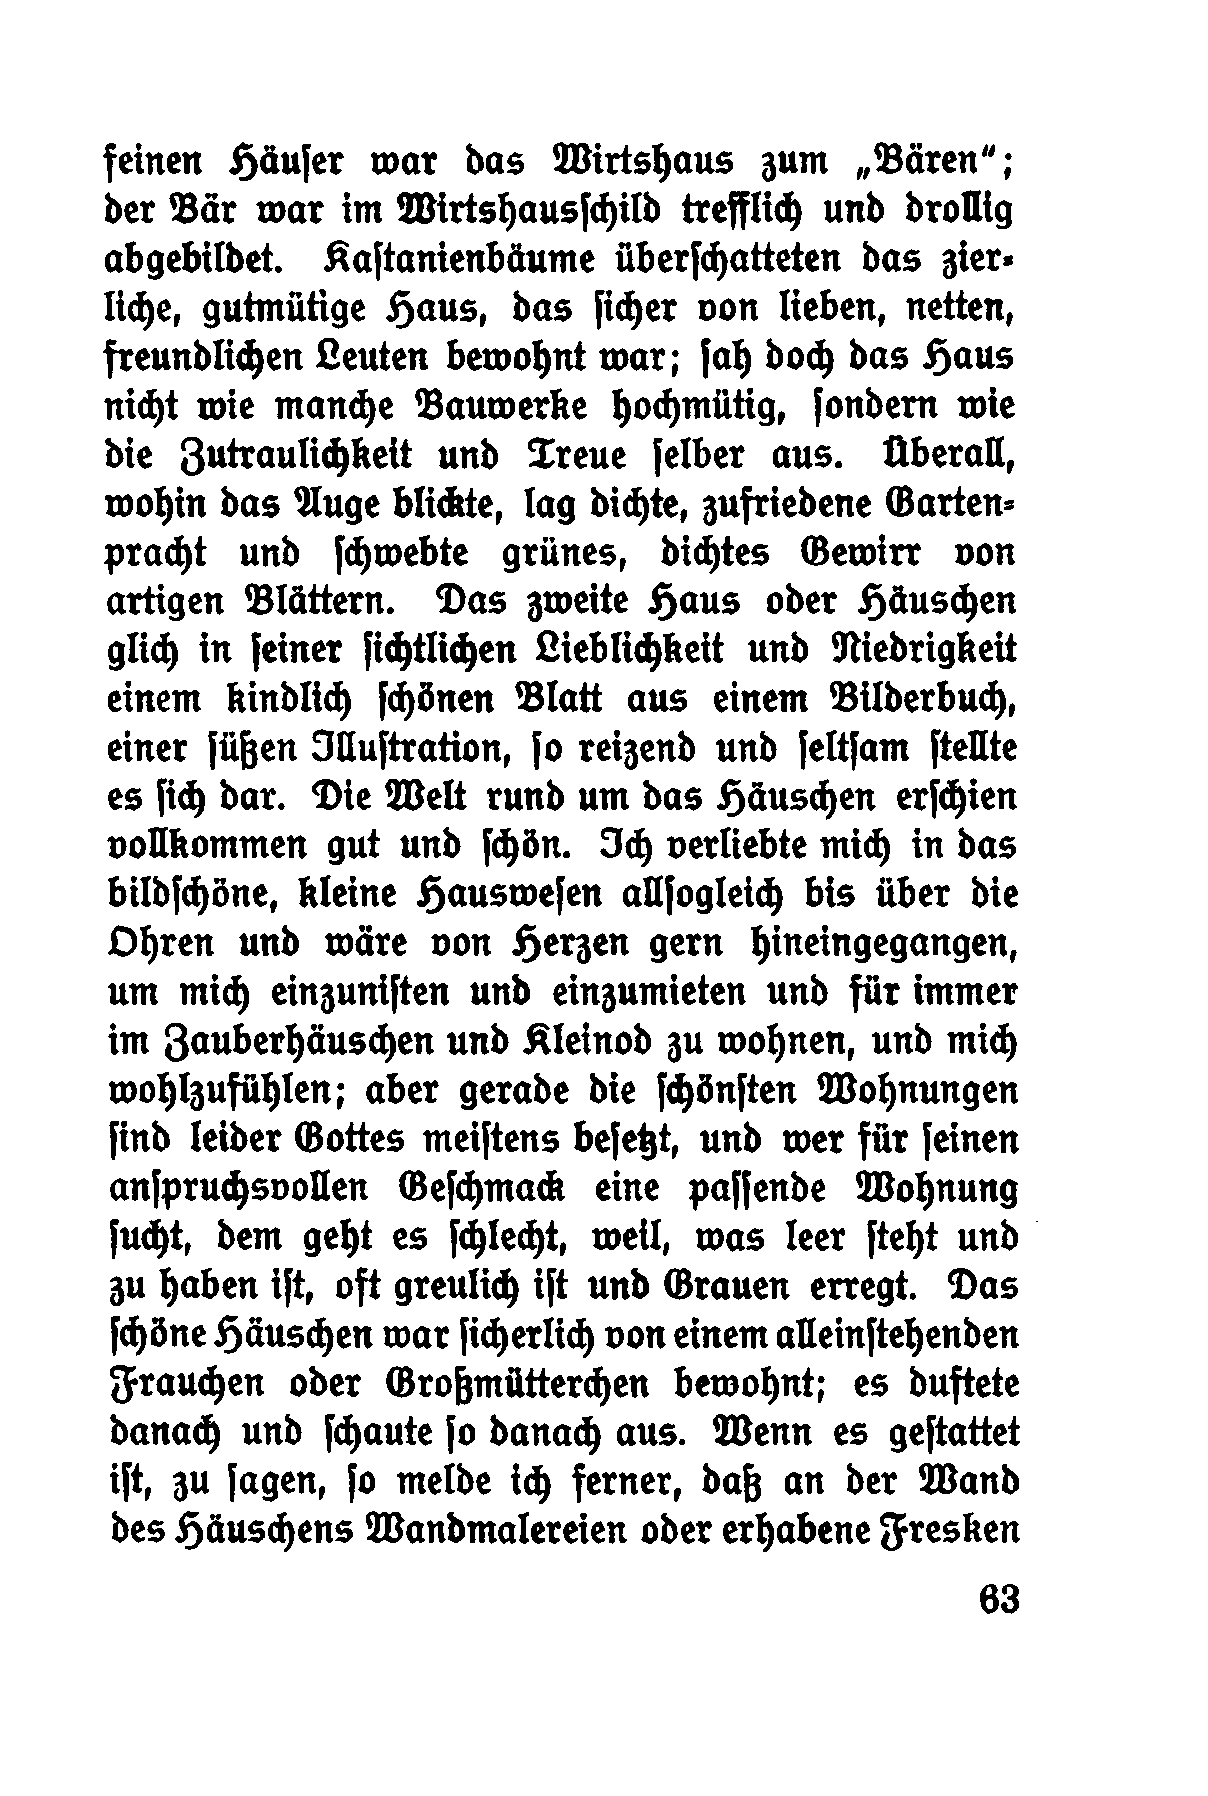 feinen Häuſer war das Wirtshaus zum „Bären“;
der Bär war im Wirtshausſchild trefflich und drollig
abgebildet. Kaſtanienbäume überſchatteten das zier-
liche, gutmütige Haus, das ſicher von lieben, netten,
freundlichen Leuten bewohnt war; ſah doch das Haus
nicht wie manche Bauwerke hochmütig, ſondern wie
die Zutraulichkeit und Treue ſelber aus. Überall,
wohin das Auge blickte, lag dichte, zufriedene Garten-
pracht und ſchwebte grünes, dichtes Gewirr von
artigen Blättern. Das zweite Haus oder Häuschen
glich in ſeiner ſichtlichen Lieblichkeit und Niedrigkeit
einem kindlich ſchönen Blatt aus einem Bilderbuch,
einer ſüßen Illuſtration, ſo reizend und ſeltſam ſtellte
es ſich dar. Die Welt rund um das Häuschen erſchien
vollkommen gut und ſchön. Ich verliebte mich in das
bildſchöne, kleine Hausweſen allſogleich bis über die
Ohren und wäre von Herzen gern hineingegangen,
um mich einzuniſten und einzumieten und für immer
im Zauberhäuschen und Kleinod zu wohnen, und mich
wohlzufühlen; aber gerade die ſchönſten Wohnungen
ſind leider Gottes meiſtens beſetzt, und wer für ſeinen
anſpruchsvollen Geſchmack eine paſſende Wohnung
ſucht, dem geht es ſchlecht, weil, was leer ſteht und
zu haben iſt, oft greulich iſt und Grauen erregt. Das
ſchöne Häuschen war ſicherlich von einem alleinſtehenden
Frauchen oder Großmütterchen bewohnt; es duftete
danach und ſchaute ſo danach aus. Wenn es geſtattet
iſt, zu ſagen, ſo melde ich ferner, daß an der Wand
des Häuschens Wandmalereien oder erhabene Fresken
63